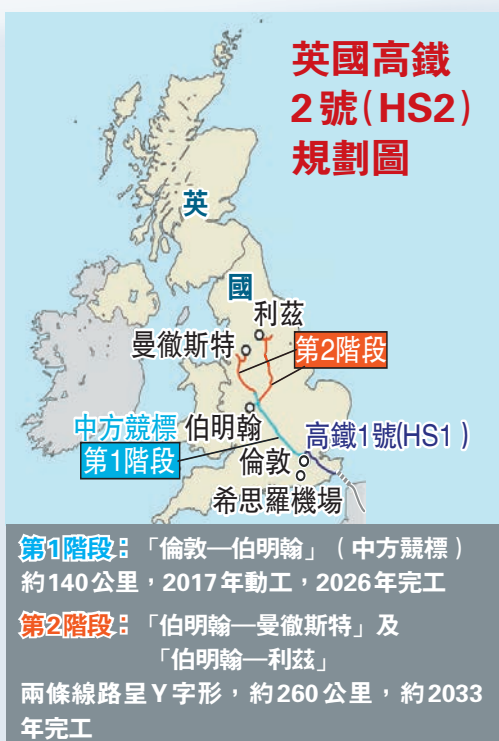 英國高鐵
2號(HS2)
規劃圖
英
國
利茲
曼徹斯特
第2階段
中方競標 伯明翰
第1階段
高鐵1號(HS1)
倫敦
希思羅機場
第1階段：「倫敦—伯明翰」（中方競標）
約140公里，2017年動工，2026年完工
第2階段：「伯明翰—曼徹斯特」及
「伯明翰—利茲」
兩條線路呈Y字形，約260公里，約2033
年完工